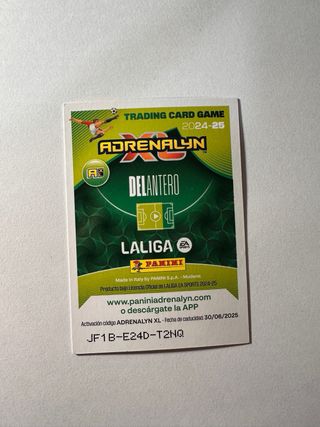 TRADING CARD GAME
2024-25
ADRENALYN
XL™
DELANTERO
LALIGA EA SPORTS
PANINI
Made in Italy by PANINI S.p.A. - Modena
Producto bajo Licencia Oficial de LALIGA EA SPORTS 2024-25
www.paniniadrenalyn.com
o descárgate la APP
Activación código ADRENALYN XL - Fecha de caducidad: 30/06/2025
JF1B-E24D-T2NQ